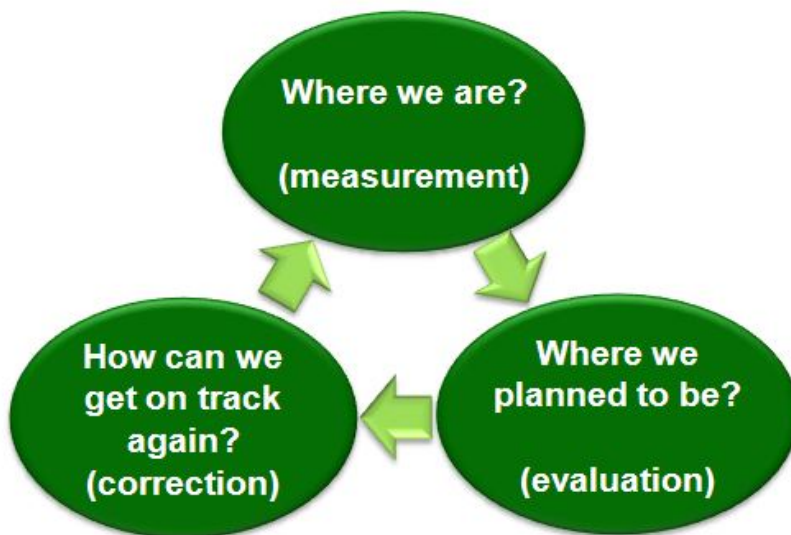 Where we are?
(measurement)
Where we
planned to be?
(evaluation)
How can we
get on track
again?
(correction)